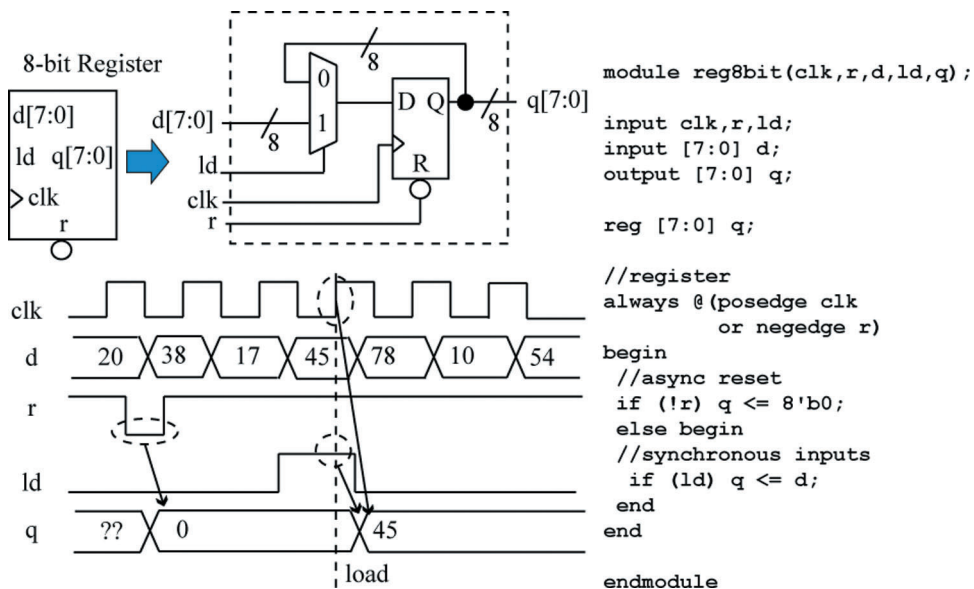 8-bit Register
d[7:0]
ld q[7:0]
clk
r
8
0
d[7:0]
8
1
D Q
8
q[7:0]
ld
R
clk
r
clk
d 20 38 17 45 78 10 54
r
ld
q ?? 0 45
load
module reg8bit(clk,r,d,ld,q);
input clk,r,ld;
input [7:0] d;
output [7:0] q;
reg [7:0] q;
//register
always @(posedge clk
or negedge r)
begin
//async reset
if (!r) q <= 8'b0;
else begin
//synchronous inputs
if (ld) q <= d;
end
end
endmodule